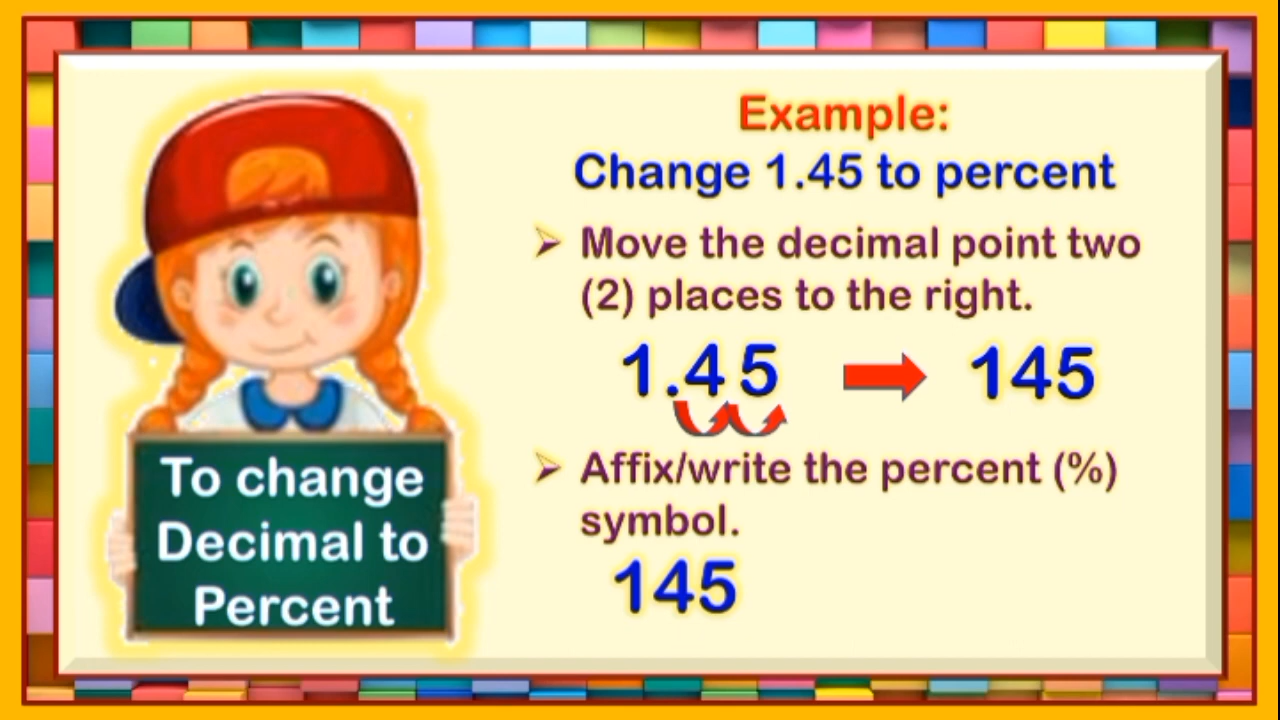 To change
Decimal to
Percent
Example:
Change 1.45 to percent
➢ Move the decimal point two
(2) places to the right.
1.45 ➡ 145
➢ Affix/write the percent (%)
symbol.
145